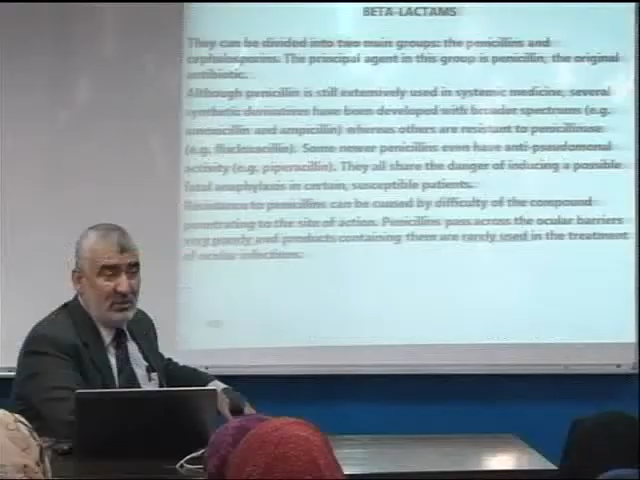 BETA-LACTAMS
They can be divided into two main groups: the penicillins and
cephalosporins. The principal agent in this group is penicillin, the original
antibiotic.
Although penicillin is still extensively used in systemic medicine, several
synthetic derivatives have been developed with broader spectrums (e.g.
amoxicillin and ampicillin) whereas others are resistant to penicillinase
(e.g. flucloxacillin). Some newer penicillins even have anti-pseudomonal
activity (e.g. piperacillin). They all share the danger of inducing a possible
fatal anaphylaxis in certain, susceptible patients.
Resistance to penicillins can be caused by difficulty of the compound
penetrating to the site of action. Penicillins pass across the ocular barriers
very poorly and products containing them are rarely used in the treatment
of ocular infections.